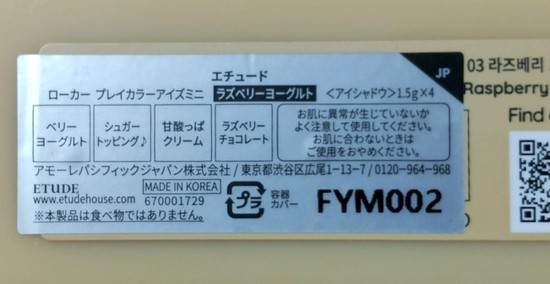 エチュード
JP
ローカー プレイカラーアイズミニ ラズベリーヨーグルト <アイシャドウ>1.5g×4
ベリー
ヨーグルト
シュガー
トッピング♪
甘酸っぱ
クリーム
ラズベリー
チョコレート
お肌に異常が生じていないか
よく注意して使用してください。
お肌に合わないときは
ご使用をおやめください。
アモーレパシフィックジャパン株式会社/東京都渋谷区広尾1-13-7/0120-964-968
ETUDE
www.etudehouse.com
MADE IN KOREA
670001729
※本製品は食べ物ではありません。
プラ
容器
カバー
FYM002
03 라즈베리
Raspberry
Find